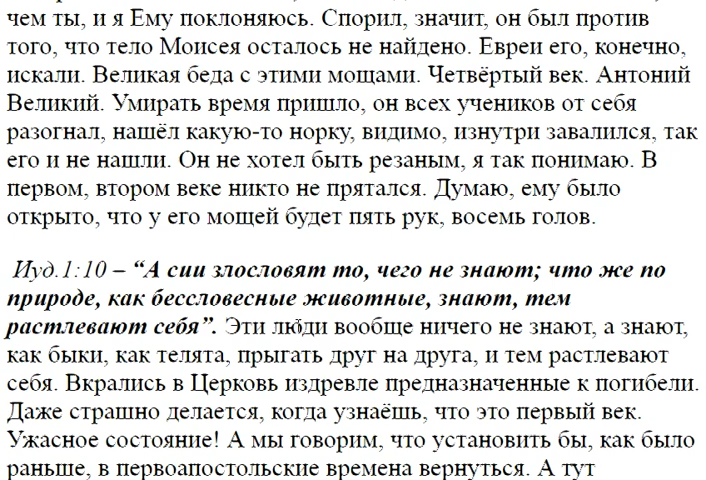 чем ты, и я Ему поклоняюсь. Спорил, значит, он был против
того, что тело Моисея осталось не найдено. Евреи его, конечно,
искали. Великая беда с этими мощами. Четвёртый век. Антоний
Великий. Умирать время пришло, он всех учеников от себя
разогнал, нашёл какую-то норку, видимо, изнутри завалился, так
его и не нашли. Он не хотел быть резаным, я так понимаю. В
первом, втором веке никто не прятался. Думаю, ему было
открыто, что у его мощей будет пять рук, восемь голов.
Иуд.1:10 – “А сии злословят то, чего не знают; что же по
природе, как бессловесные животные, знают, тем
растлевают себя”. Эти люди вообще ничего не знают, а знают,
как быки, как телята, прыгать друг на друга, и тем растлевают
себя. Вкрались в Церковь издревле предназначенные к погибели.
Даже страшно делается, когда узнаёшь, что это первый век.
Ужасное состояние! А мы говорим, что установить бы, как было
раньше, в первоапостольские времена вернуться. А тут